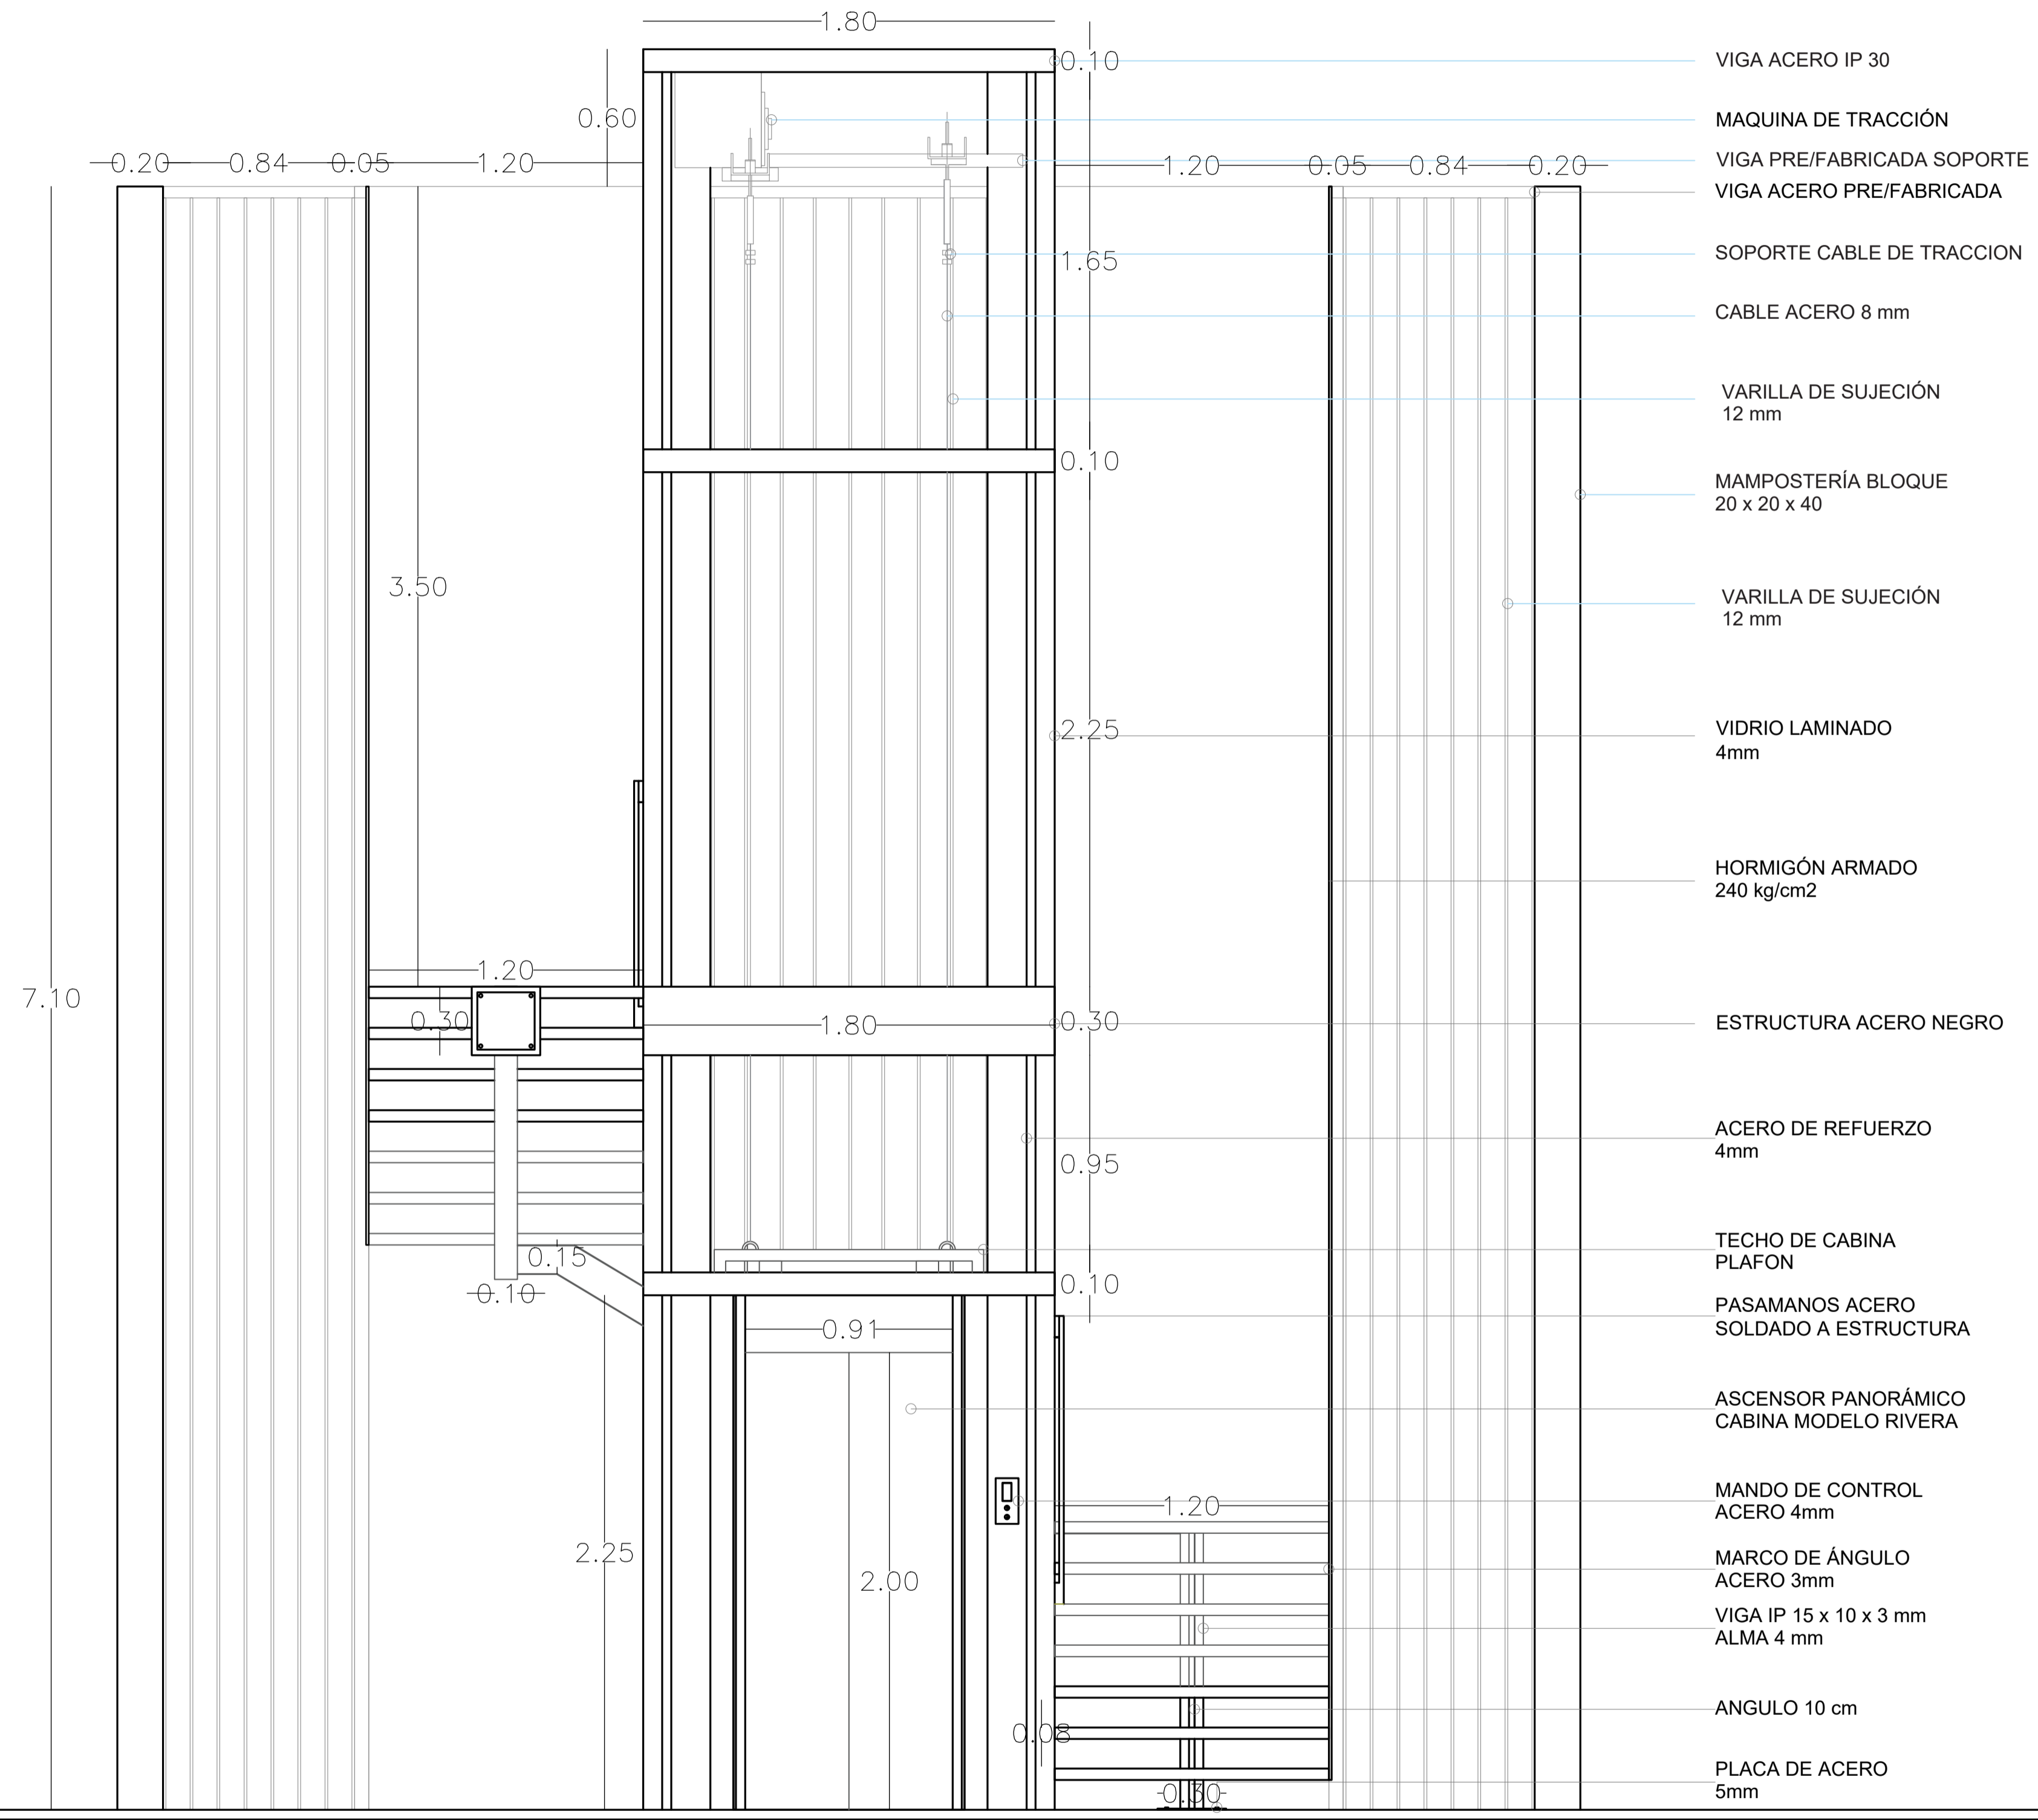 1.80
0.10
VIGA ACERO IP 30
0.60
MAQUINA DE TRACCIÓN
0.20
0.84
0.05
1.20
1.20
0.05
0.84
0.20
VIGA PRE/FABRICADA SOPORTE
VIGA ACERO PRE/FABRICADA
1.65
SOPORTE CABLE DE TRACCION
CABLE ACERO 8 mm
VARILLA DE SUJECIÓN
12 mm
0.10
MAMPOSTERÍA BLOQUE
20 x 20 x 40
3.50
VARILLA DE SUJECIÓN
12 mm
2.25
VIDRIO LAMINADO
4mm
HORMIGÓN ARMADO
240 kg/cm2
1.20
7.10
0.30
1.80
0.30
ESTRUCTURA ACERO NEGRO
ACERO DE REFUERZO
4mm
0.95
TECHO DE CABINA
PLAFON
0.15
0.10
0.10
PASAMANOS ACERO
SOLDADO A ESTRUCTURA
0.91
ASCENSOR PANORÁMICO
CABINA MODELO RIVERA
MANDO DE CONTROL
ACERO 4mm
1.20
2.25
2.00
MARCO DE ÁNGULO
ACERO 3mm
VIGA IP 15 x 10 x 3 mm
ALMA 4 mm
ANGULO 10 cm
0.08
PLACA DE ACERO
5mm
0.30